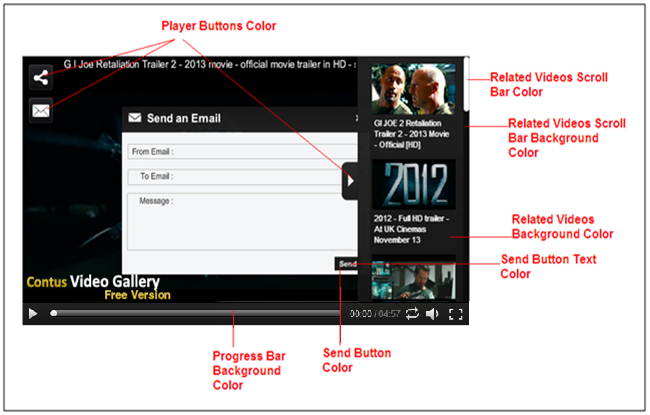 Player Buttons Color
G I Joe Retaliation Trailer 2 - 2013 movie - official movie trailer in HD -
Send an Email
From Email :
To Email :
Message :
Send
GI JOE 2 Retaliation
Trailer 2 - 2013 Movie
- Official [HD]
2012
2012 - Full HD trailer -
At UK Cinemas
November 13
Related Videos Scroll
Bar Color
Related Videos Scroll
Bar Background
Color
Related Videos
Background Color
Send Button Text
Color
Contus Video Gallery
Free Version
00:00 / 04:57
Progress Bar
Background
Color
Send Button
Color